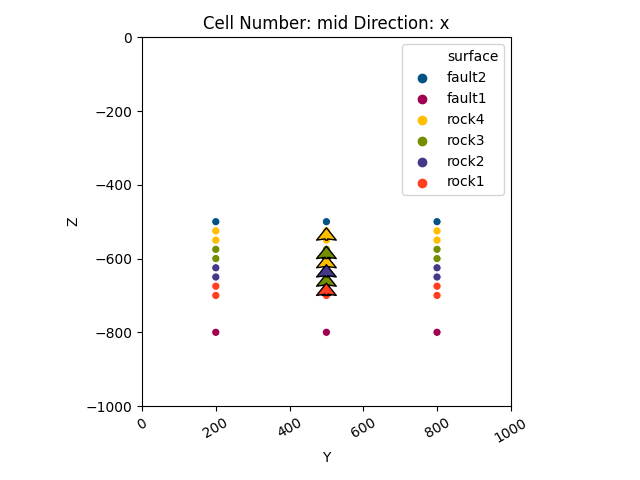 Cell Number: mid Direction: x
surface
fault2
fault1
rock4
rock3
rock2
rock1
0
−200
−400
−600
−800
−1000
Z
0
200
400
600
800
1000
Y